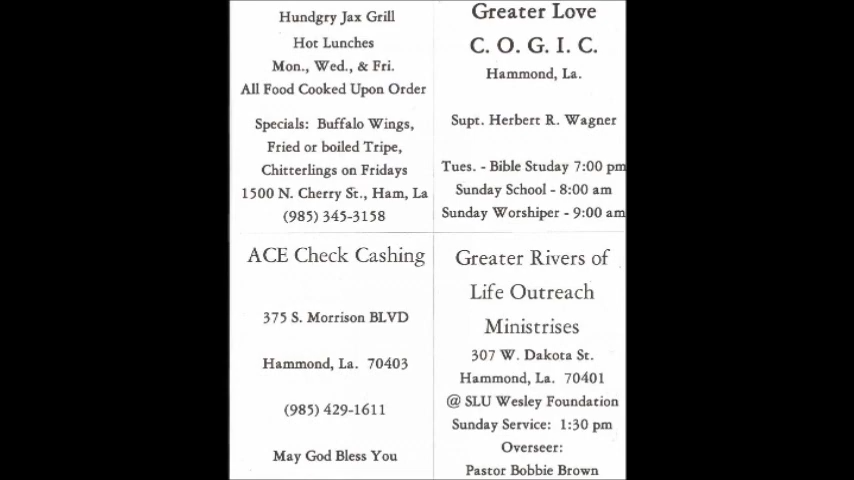 Hundgry Jax Grill
Hot Lunches
Mon., Wed., & Fri.
All Food Cooked Upon Order
Specials: Buffalo Wings,
Fried or boiled Tripe,
Chitterlings on Fridays
1500 N. Cherry St., Ham, La
(985) 345-3158
Greater Love
C. O. G. I. C.
Hammond, La.
Supt. Herbert R. Wagner
Tues. - Bible Studay 7:00 pm
Sunday School - 8:00 am
Sunday Worshiper - 9:00 am
ACE Check Cashing
375 S. Morrison BLVD
Hammond, La. 70403
(985) 429-1611
May God Bless You
Greater Rivers of
Life Outreach
Ministrises
307 W. Dakota St.
Hammond, La. 70401
@ SLU Wesley Foundation
Sunday Service: 1:30 pm
Overseer:
Pastor Bobbie Brown